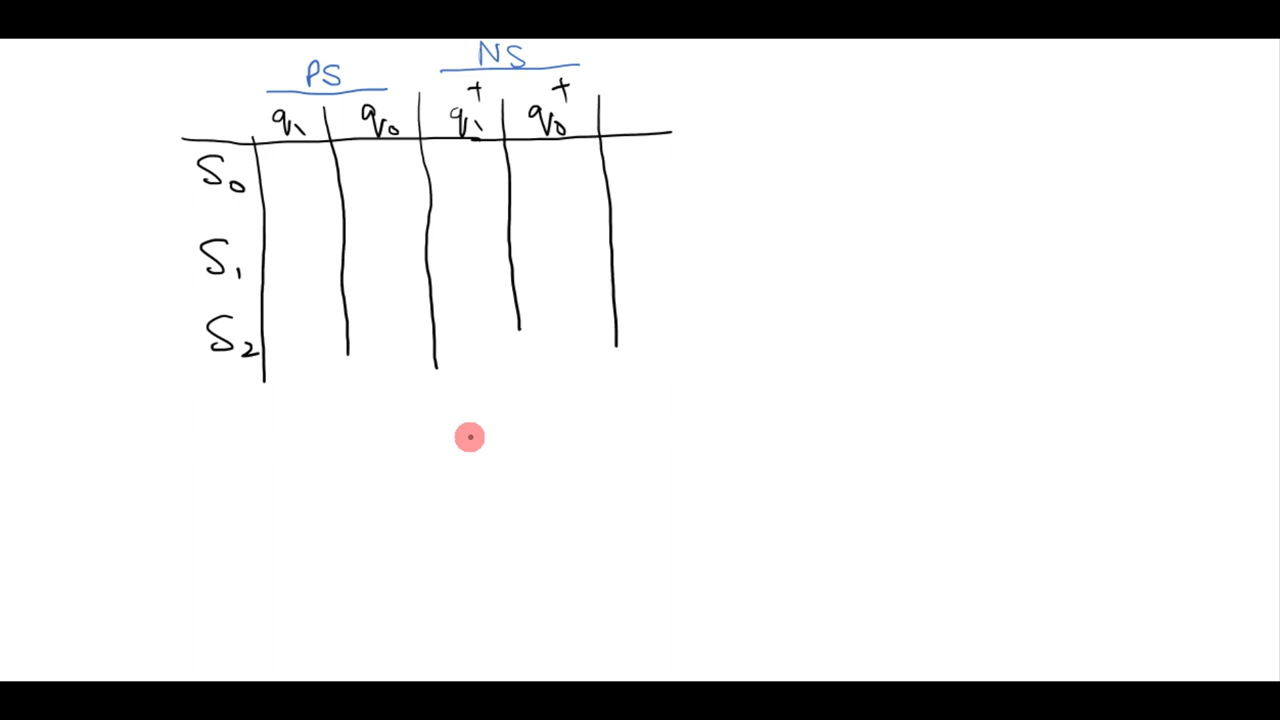 PS NS
q₁ q₀ q₁⁺ q₀⁺
S₀
S₁
S₂